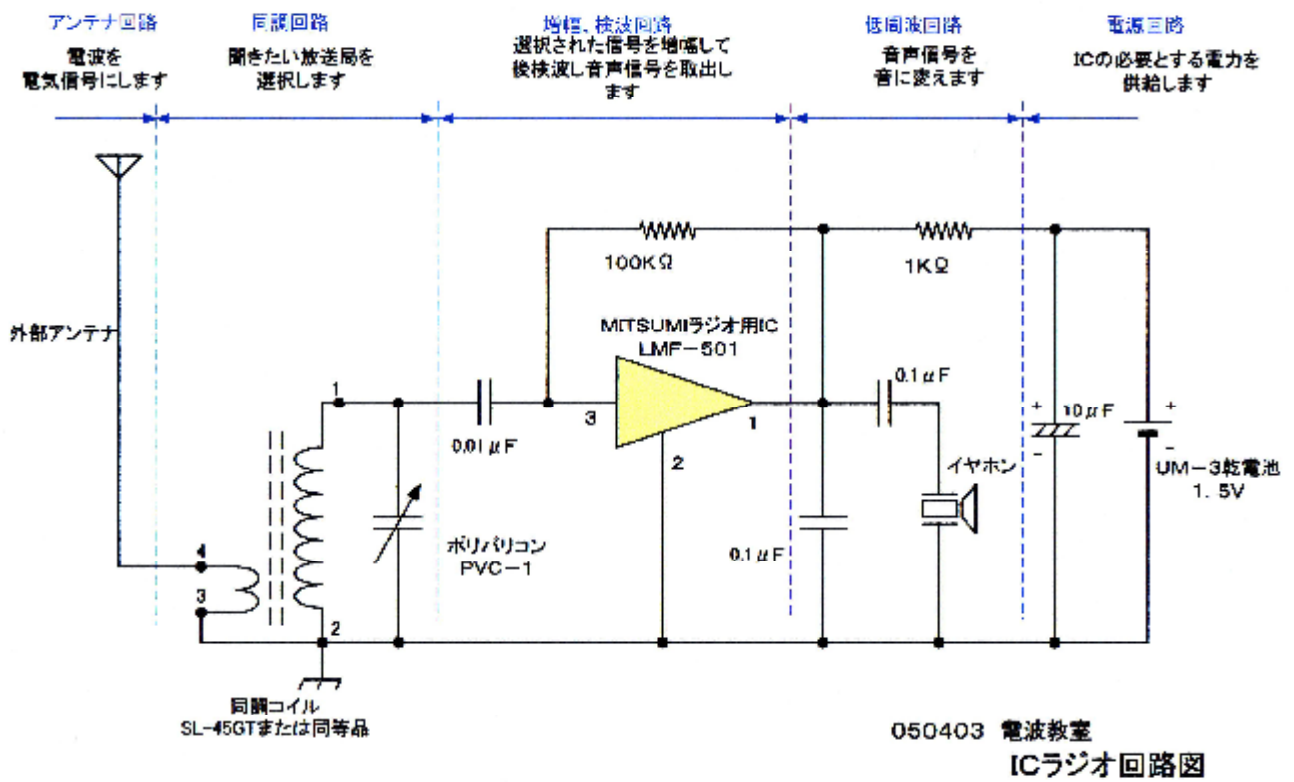 アンテナ回路
電波を
電気信号にします
同調回路
聞きたい放送局を
選択します
増幅、検波回路
選択された信号を増幅して
後検波し音声信号を取出し
ます
低周波回路
音声信号を
音に変えます
電源回路
ICの必要とする電力を
供給します
100KΩ
1KΩ
外部アンテナ
MITSUMIラジオ用IC
LMF-501
0.1μF
1
3
1
+
10μF
+
0.01μF
2
イヤホン
-
-
UM-3乾電池
1.5V
4
ポリバリコン
PVC-1
0.1μF
3
2
同調コイル
SL-45GTまたは同等品
050403 電波教室
ICラジオ回路図